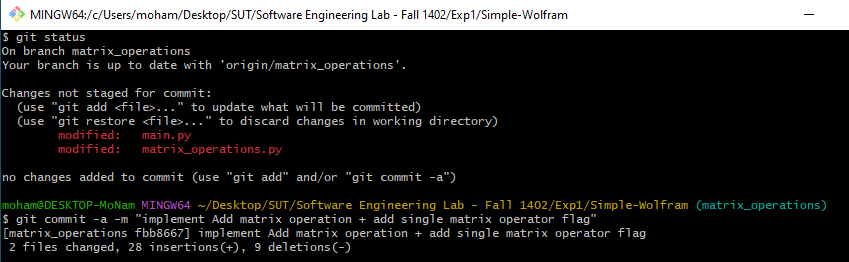 MINGW64:/c/Users/moham/Desktop/SUT/Software Engineering Lab - Fall 1402/Exp1/Simple-Wolfram
$ git status
On branch matrix_operations
Your branch is up to date with 'origin/matrix_operations'.
Changes not staged for commit:
  (use "git add <file>..." to update what will be committed)
  (use "git restore <file>..." to discard changes in working directory)
        modified:   main.py
        modified:   matrix_operations.py
no changes added to commit (use "git add" and/or "git commit -a")
moham@DESKTOP-MoNam MINGW64 ~/Desktop/SUT/Software Engineering Lab - Fall 1402/Exp1/Simple-Wolfram (matrix_operations)
$ git commit -a -m "implement Add matrix operation + add single matrix operator flag"
[matrix_operations fbb8667] implement Add matrix operation + add single matrix operator flag
 2 files changed, 28 insertions(+), 9 deletions(-)